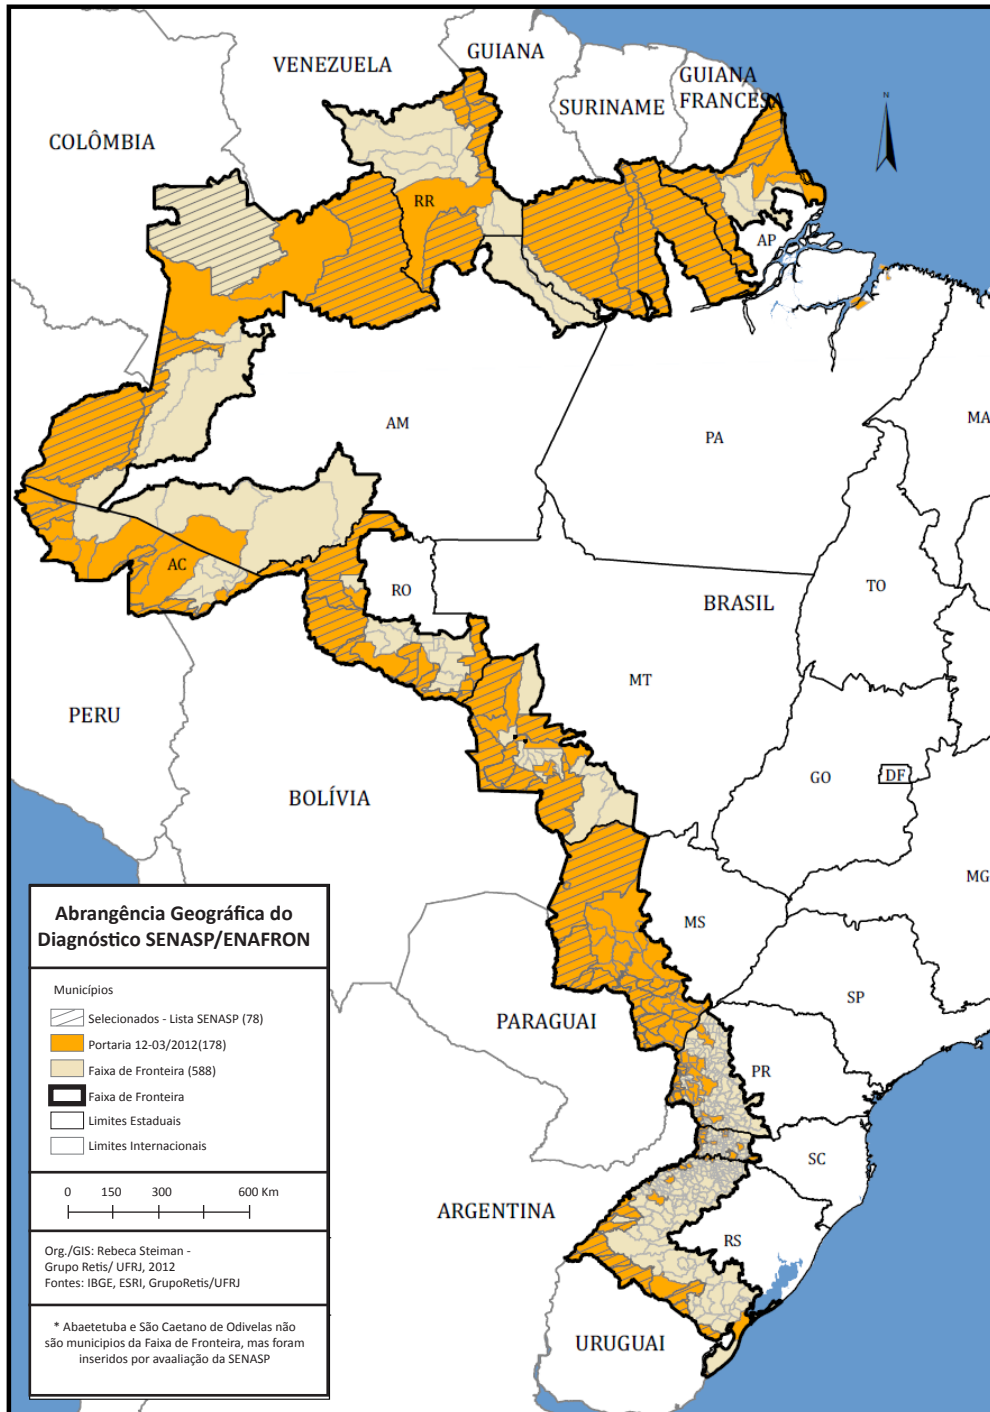 GUIANA
VENEZUELA
GUIANA
FRANCESA
SURINAME
N
COLÔMBIA
RR
AP
AM
PA
MA
AC
RO
TO
BRASIL
MT
PERU
GO
DF
BOLÍVIA
MG
MS
SP
PARAGUAI
PR
SC
ARGENTINA
RS
URUGUAI
Abrangência Geográfica do
Diagnóstico SENASP/ENAFRON
Municípios
Selecionados - Lista SENASP (78)
Portaria 12-03/2012(178)
Faixa de Fronteira (588)
Faixa de Fronteira
Limites Estaduais
Limites Internacionais
0 150 300 600 Km
Org./GIS: Rebeca Steiman -
Grupo Retis/ UFRJ, 2012
Fontes: IBGE, ESRI, GrupoRetis/UFRJ
* Abaetetuba e São Caetano de Odivelas não
são municipios da Faixa de Fronteira, mas foram
inseridos por avaaliação da SENASP